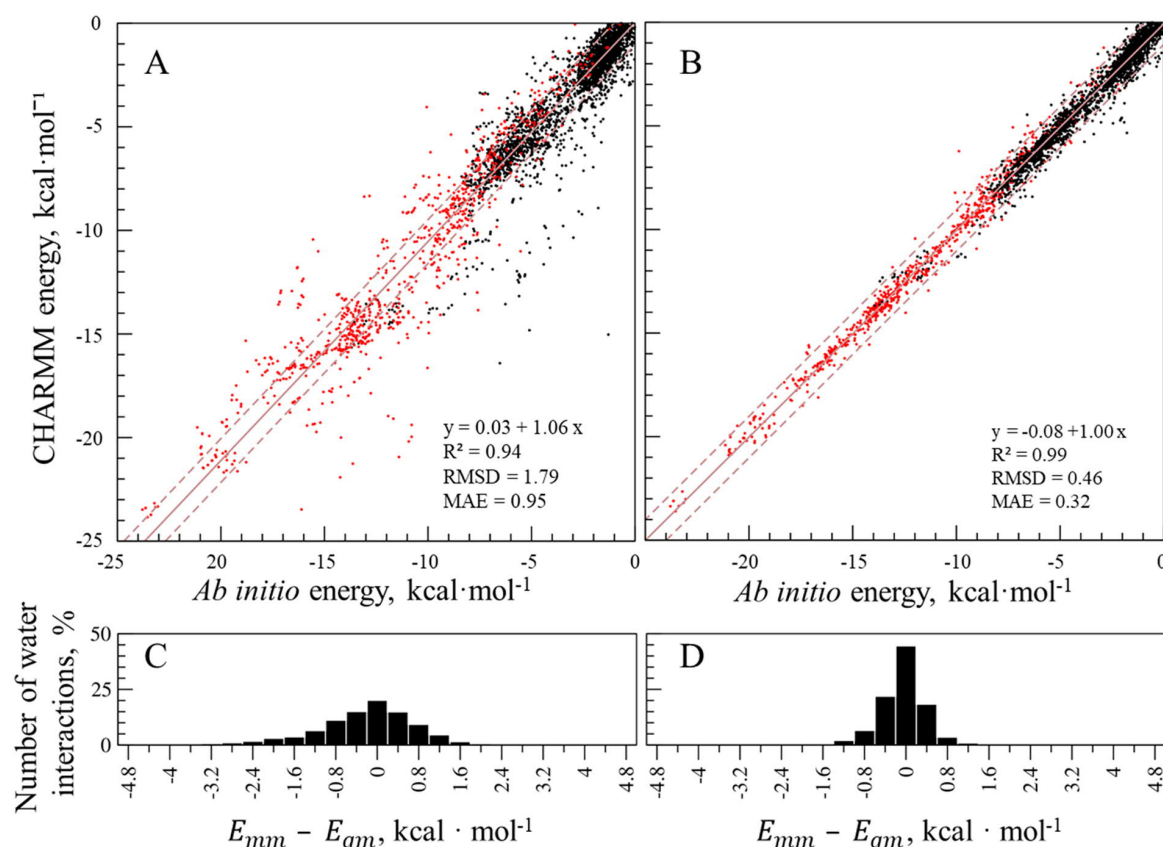 A
B
CHARMM energy, kcal·mol⁻¹
0
-5
-10
-15
-20
-25
y = 0.03 + 1.06 x
R² = 0.94
RMSD = 1.79
MAE = 0.95
y = -0.08 +1.00 x
R² = 0.99
RMSD = 0.46
MAE = 0.32
-25 -20 -15 -10 -5 0
-20 -15 -10 -5 0
Ab initio energy, kcal·mol⁻¹
Ab initio energy, kcal·mol⁻¹
Number of water
interactions, %
50
25
0
C
D
-4.8 -4 -3.2 -2.4 -1.6 -0.8 0 0.8 1.6 2.4 3.2 4 4.8
-4.8 -4 -3.2 -2.4 -1.6 -0.8 0 0.8 1.6 2.4 3.2 4 4.8
E_mm − E_qm, kcal · mol⁻¹
E_mm − E_qm, kcal · mol⁻¹